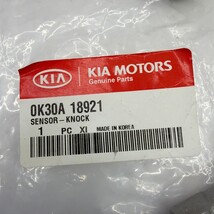 KIA
KIA MOTORS
Genuine Parts
0K30A 18921
SENSOR-KNOCK
1 PC XI MADE IN KOREA